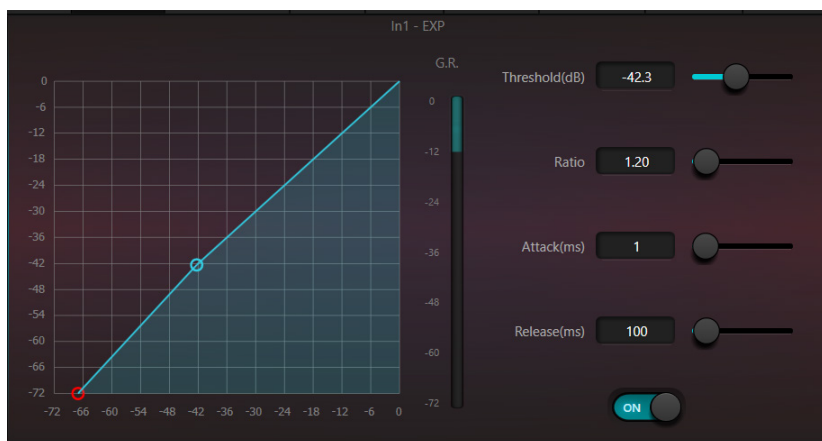 In1 - EXP
G.R.
0
-6
-12
-18
-24
-30
-36
-42
-48
-54
-60
-66
-72
-72 -66 -60 -54 -48 -42 -36 -30 -24 -18 -12 -6 0
0
-12
-24
-36
-48
-60
-72
Threshold(dB) -42.3
Ratio 1.20
Attack(ms) 1
Release(ms) 100
ON